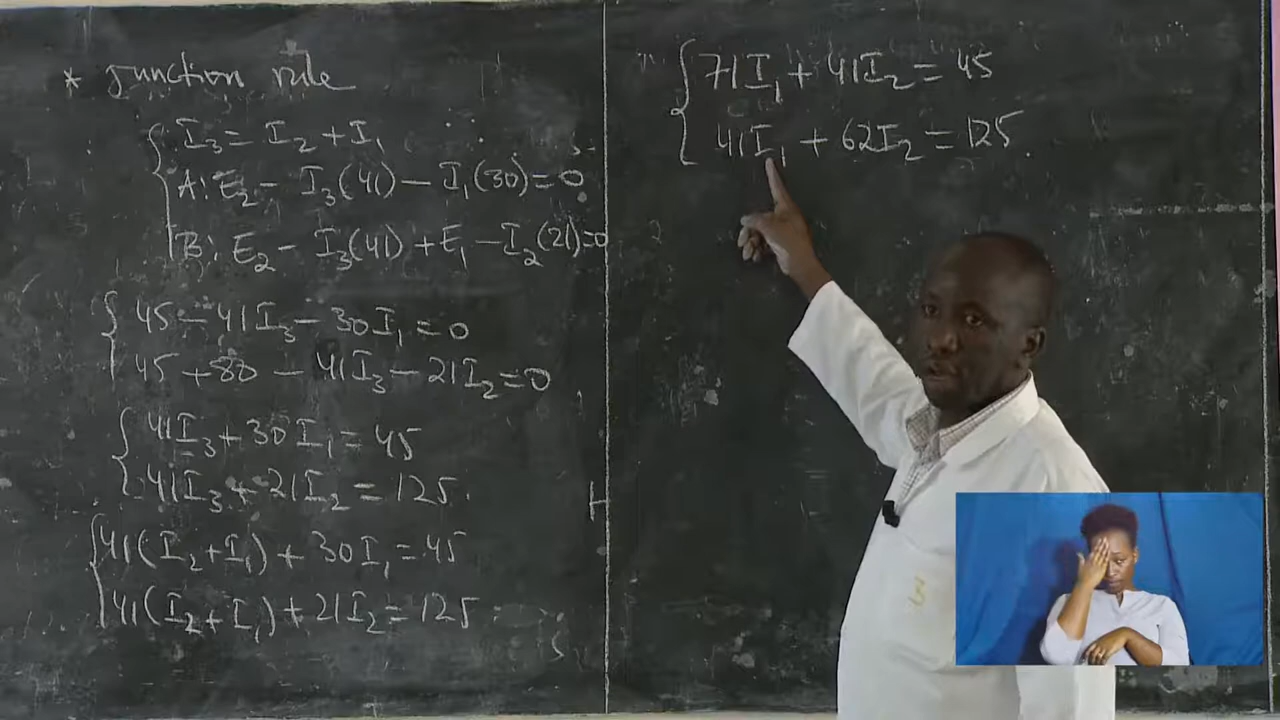 * Junction rule
I₃ = I₂ + I₁
A: E₂ - I₃(41) - I₁(30) = 0
B: E₂ - I₃(41) + E₁ - I₂(21) = 0
45 - 41I₃ - 30I₁ = 0
45 + 80 - 41I₃ - 21I₂ = 0
41I₃ + 30I₁ = 45
41I₃ + 21I₂ = 125.
41(I₂ + I₁) + 30I₁ = 45
41(I₂ + I₁) + 21I₂ = 125
71I₁ + 41I₂ = 45
41I₁ + 62I₂ = 125.